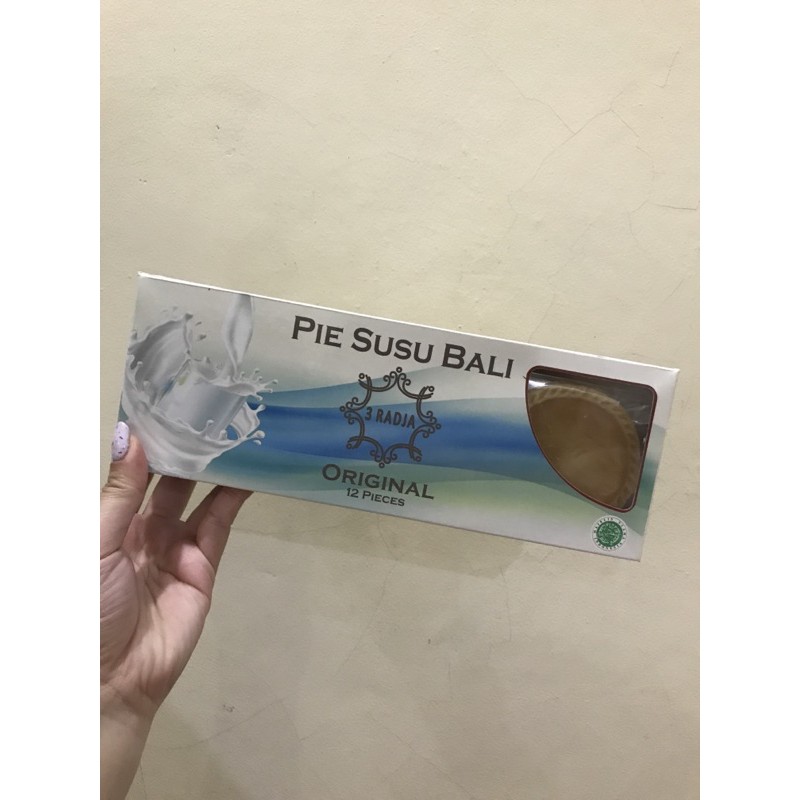 PIE SUSU BALI
3 RADJA
ORIGINAL
12 PIECES